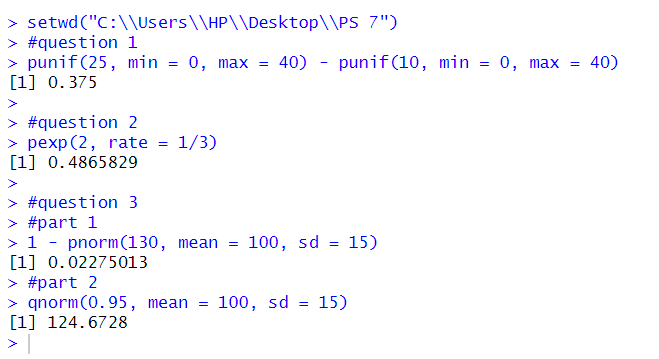 > setwd("C:\\Users\\HP\\Desktop\\PS 7")
> #question 1
> punif(25, min = 0, max = 40) - punif(10, min = 0, max = 40)
[1] 0.375
>
> #question 2
> pexp(2, rate = 1/3)
[1] 0.4865829
>
> #question 3
> #part 1
> 1 - pnorm(130, mean = 100, sd = 15)
[1] 0.02275013
> #part 2
> qnorm(0.95, mean = 100, sd = 15)
[1] 124.6728
>